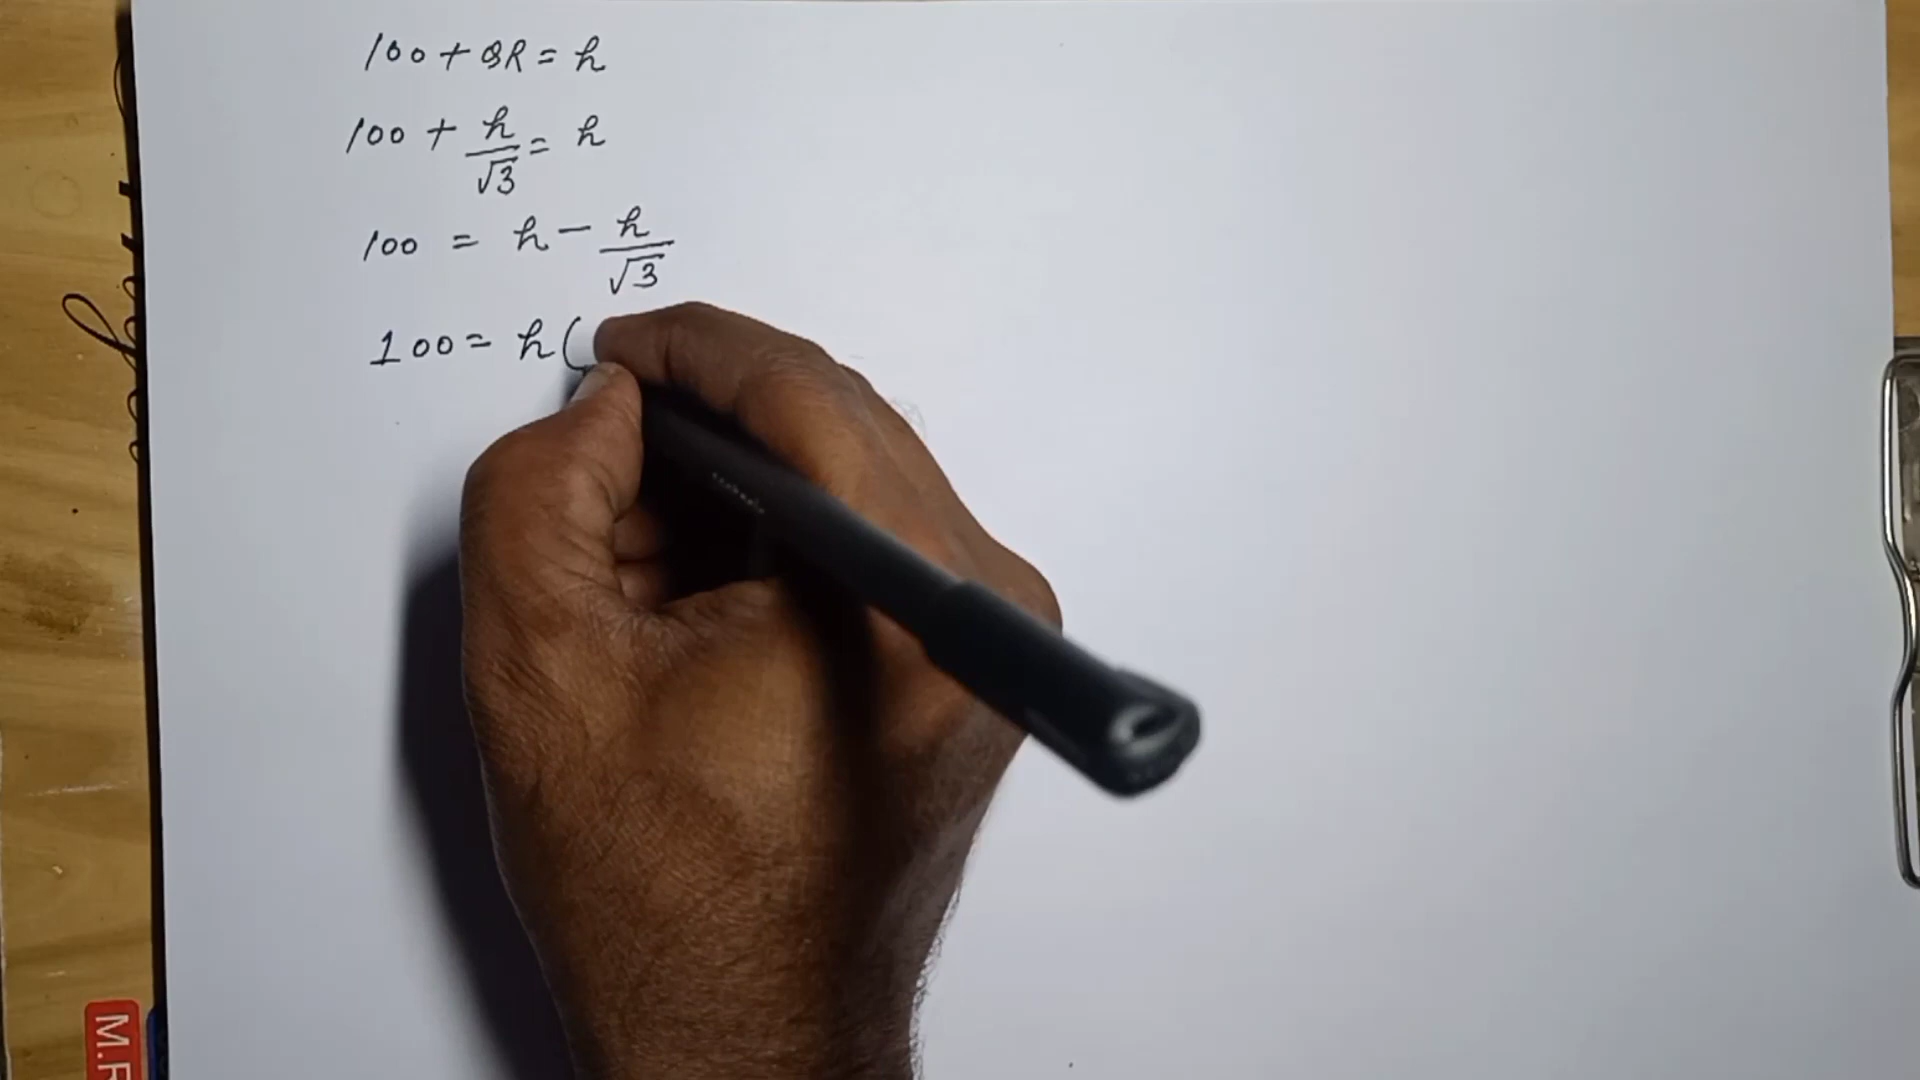 100 + QR = h
100 + h/√3 = h
100 = h − h/√3
100 = h (
M.R